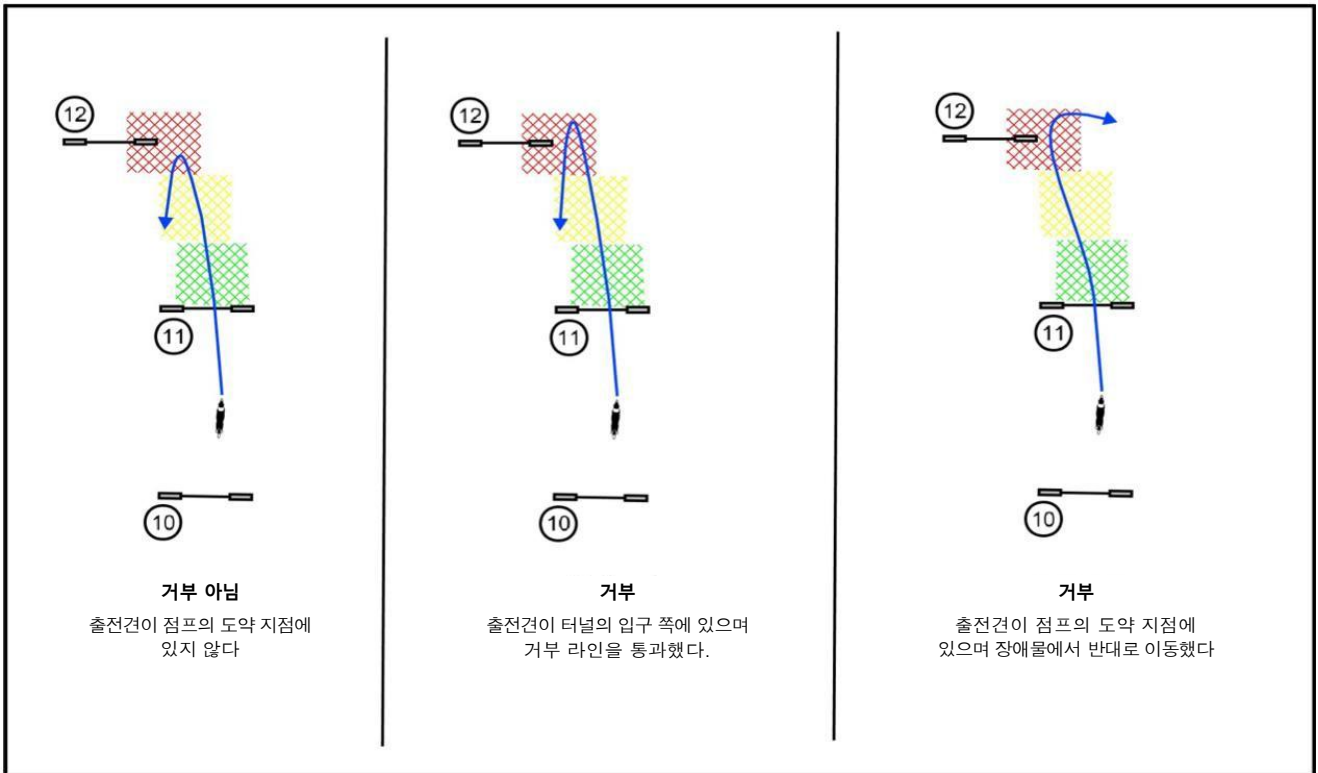 12
11
10
거부 아님
출전견이 점프의 도약 지점에
있지 않다
12
11
10
거부
출전견이 터널의 입구 쪽에 있으며
거부 라인을 통과했다.
12
11
10
거부
출전견이 점프의 도약 지점에
있으며 장애물에서 반대로 이동했다